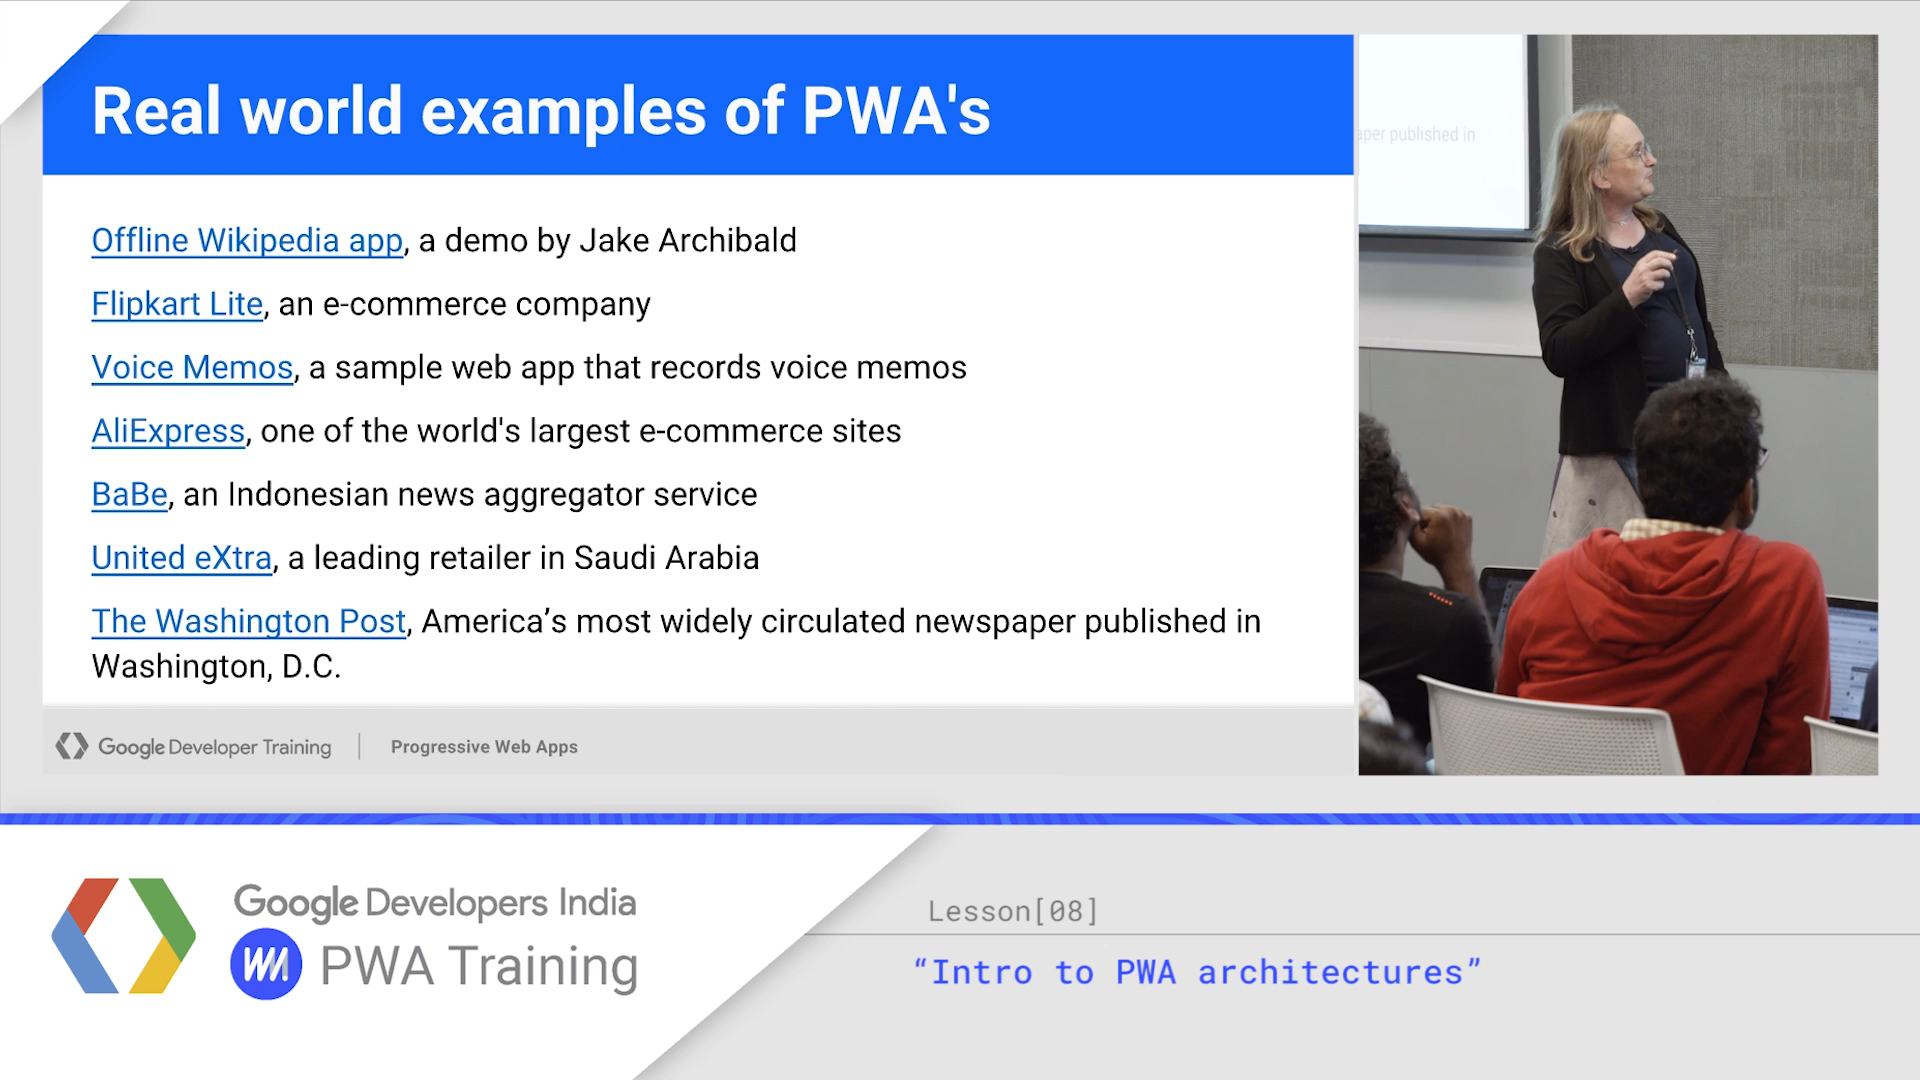 Real world examples of PWA's
Offline Wikipedia app, a demo by Jake Archibald
Flipkart Lite, an e-commerce company
Voice Memos, a sample web app that records voice memos
AliExpress, one of the world's largest e-commerce sites
BaBe, an Indonesian news aggregator service
United eXtra, a leading retailer in Saudi Arabia
The Washington Post, America’s most widely circulated newspaper published in
Washington, D.C.
Google Developer Training | Progressive Web Apps
aper published in
Google Developers India
PWA Training
Lesson[08]
“Intro to PWA architectures”